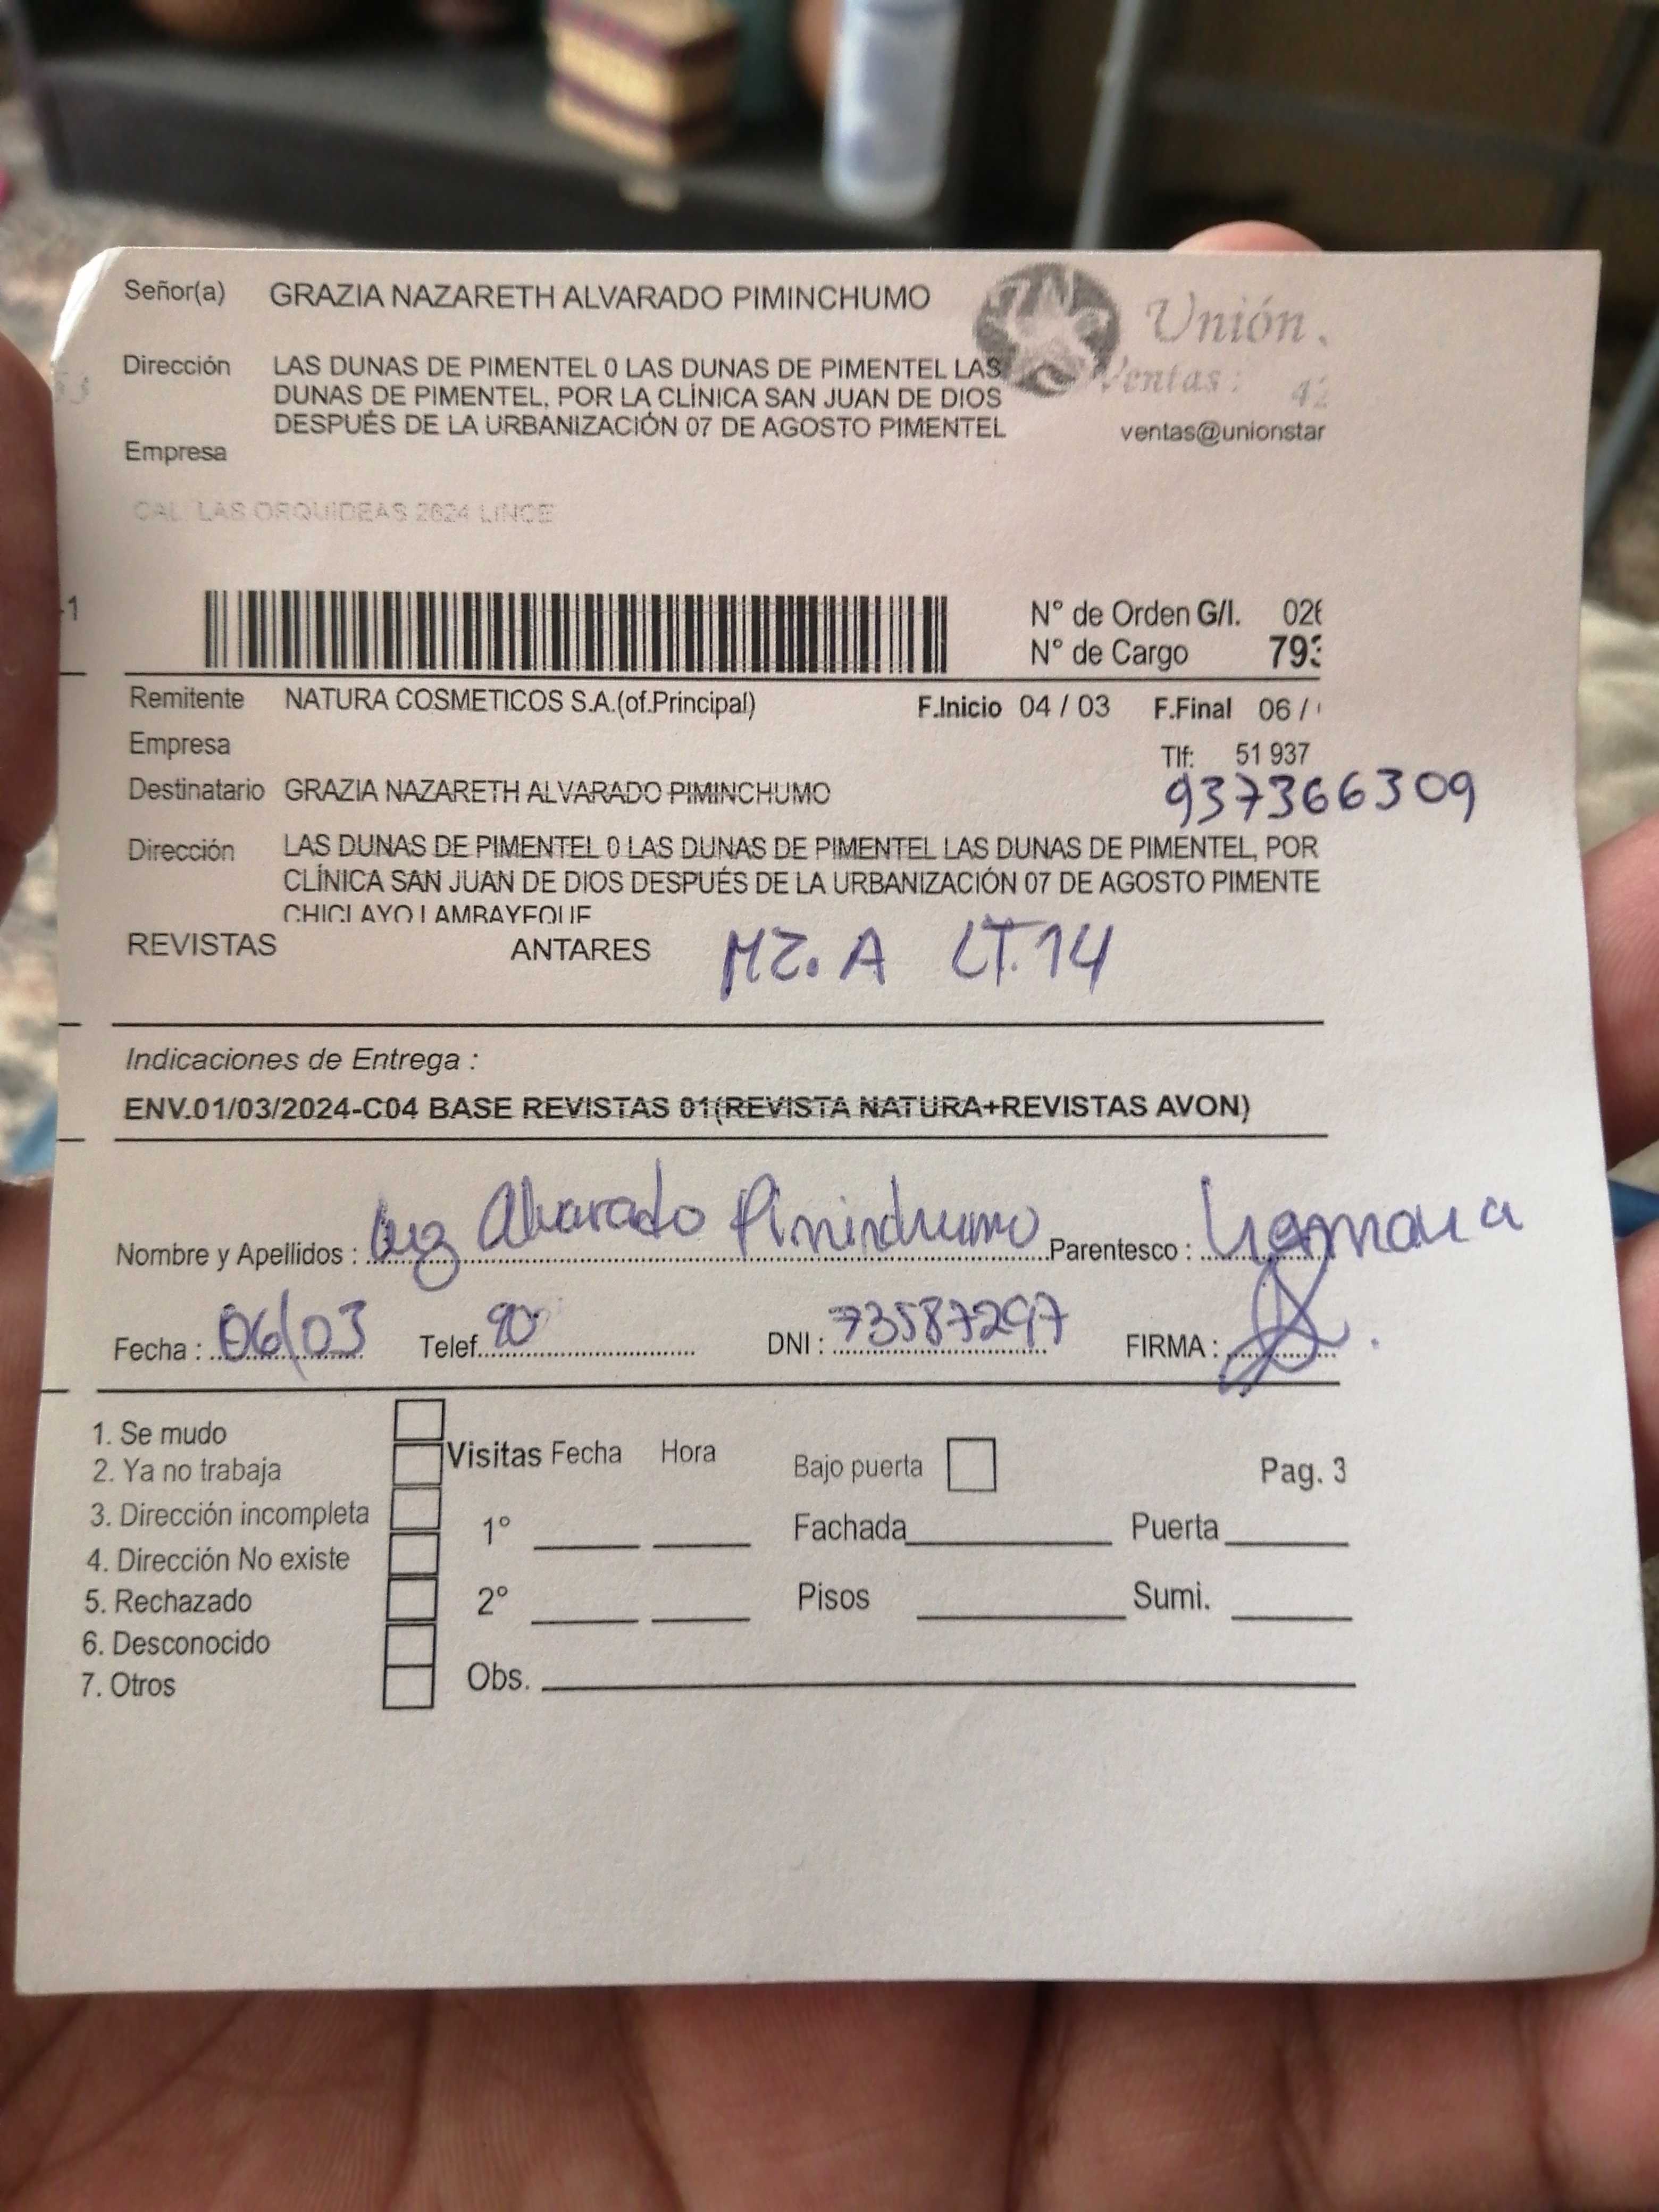 Señor(a) GRAZIA NAZARETH ALVARADO PIMINCHUMO
Unión
Dirección LAS DUNAS DE PIMENTEL 0 LAS DUNAS DE PIMENTEL LAS
DUNAS DE PIMENTEL, POR LA CLÍNICA SAN JUAN DE DIOS
DESPUÉS DE LA URBANIZACIÓN 07 DE AGOSTO PIMENTEL
Ventas: 42
ventas@unionstar
Empresa
CAL. LAS ORQUIDEAS 2624 LINCE
-1
N° de Orden G/I. 026
N° de Cargo 793
Remitente NATURA COSMETICOS S.A.(of.Principal) F.Inicio 04 / 03 F.Final 06 /
Empresa Tlf: 51 937
937366309
Destinatario GRAZIA NAZARETH ALVARADO PIMINCHUMO
Dirección LAS DUNAS DE PIMENTEL 0 LAS DUNAS DE PIMENTEL LAS DUNAS DE PIMENTEL, POR
CLÍNICA SAN JUAN DE DIOS DESPUÉS DE LA URBANIZACIÓN 07 DE AGOSTO PIMENTE
CHICLAYO LAMBAYEQUE
REVISTAS ANTARES MZ. A LT. 14
Indicaciones de Entrega :
ENV.01/03/2024-C04 BASE REVISTAS 01(REVISTA NATURA+REVISTAS AVON)
Nombre y Apellidos : Alvarado Piminchumo Parentesco : Hermana
Fecha : 06/03 Telef. 90 DNI : 73587297 FIRMA :
1. Se mudo
2. Ya no trabaja
3. Dirección incompleta
4. Dirección No existe
5. Rechazado
6. Desconocido
7. Otros
Visitas Fecha Hora
1°
2°
Obs.
Bajo puerta Pag. 3
Fachada Puerta
Pisos Sumi.